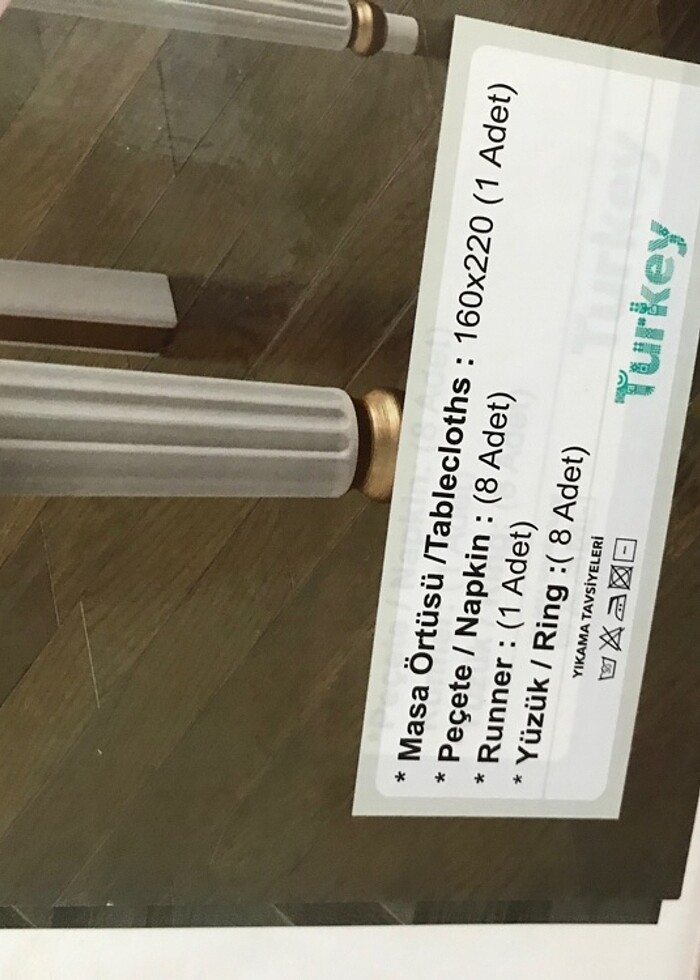 * Masa Örtüsü /Tablecloths : 160x220 (1 Adet)
* Peçete / Napkin : (8 Adet)
* Runner : (1 Adet)
* Yüzük / Ring :( 8 Adet)
YIKAMA TAVSİYELERİ
Turkey